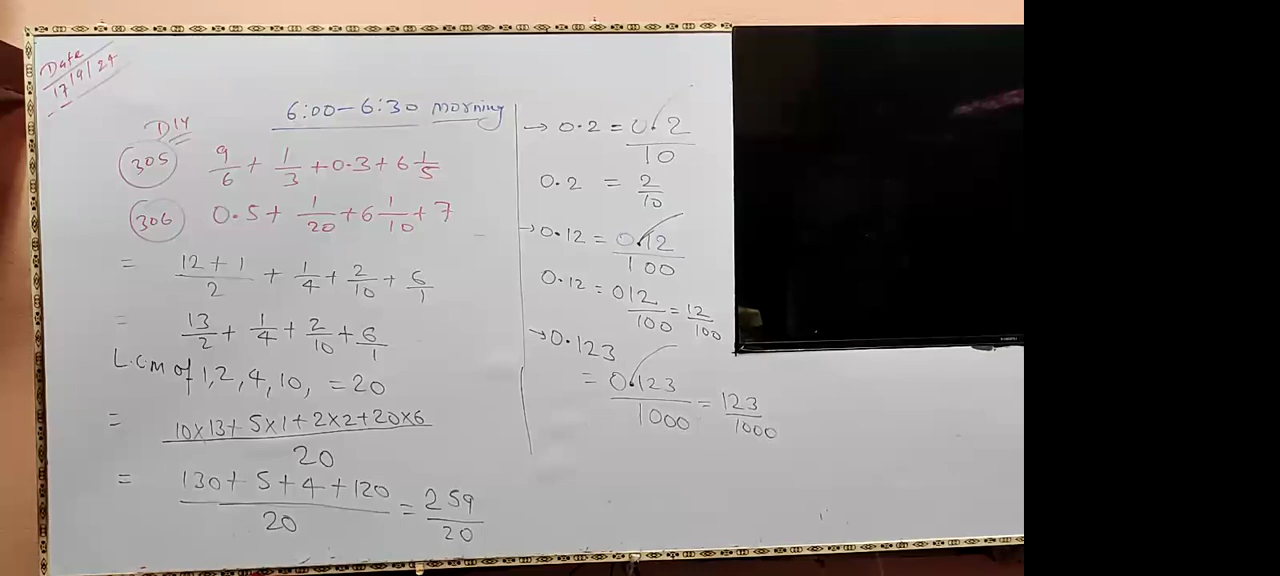 Date
17/9/24
6:00-6:30 morning
DIY
305 9/6 + 1/3 + 0.3 + 6 1/5
306 0.5 + 1/20 + 6 1/10 + 7
= 12+1/2 + 1/4 + 2/10 + 6/1
= 13/2 + 1/4 + 2/10 + 6/1
L.C.M of 1,2,4,10, = 20
= 10×13+5×1+2×2+20×6/20
= 130+5+4+120/20 = 259/20
→ 0.2 = 0.2/10
0.2 = 2/10
→ 0.12 = 0.12/100
0.12 = 012/100 = 12/100
→ 0.123
= 0.123/1000 = 123/1000